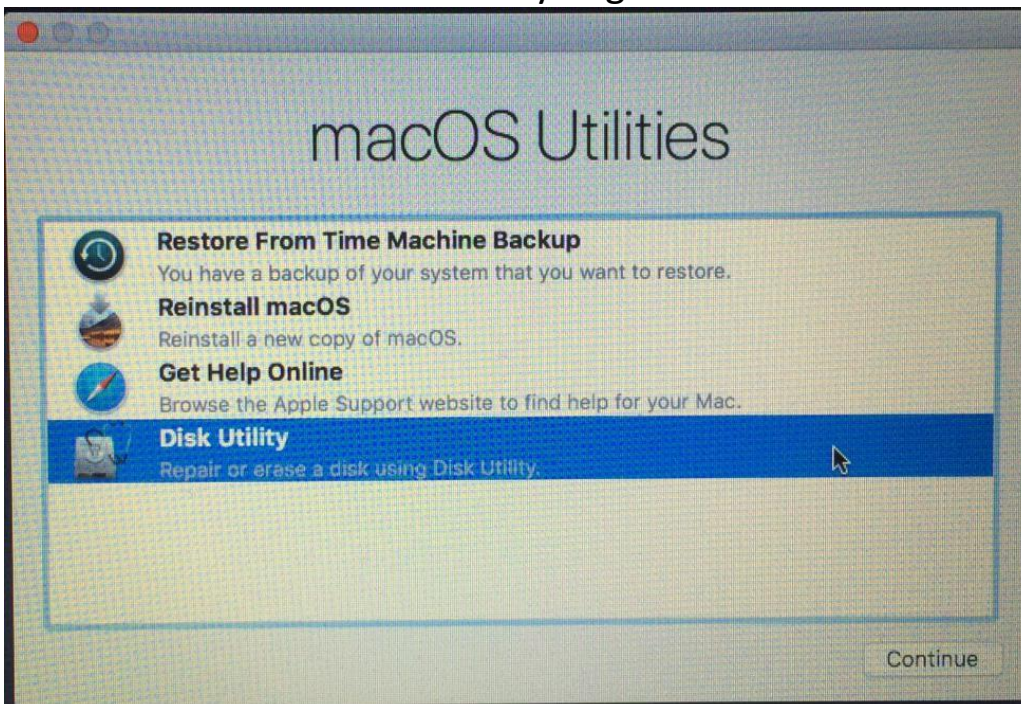 macOS Utilities
Restore From Time Machine Backup
You have a backup of your system that you want to restore.
Reinstall macOS
Reinstall a new copy of macOS.
Get Help Online
Browse the Apple Support website to find help for your Mac.
Disk Utility
Repair or erase a disk using Disk Utility.
Continue